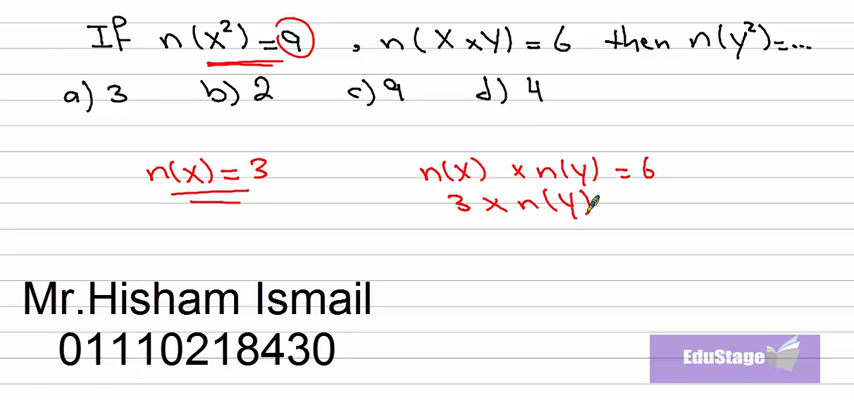 If n(X²) = 9 , n(X × Y) = 6 then n(Y²) = ...
a) 3 b) 2 c) 9 d) 4
n(X) = 3 n(X) × n(Y) = 6
3 × n(Y)
Mr.Hisham Ismail
01110218430
EduStage